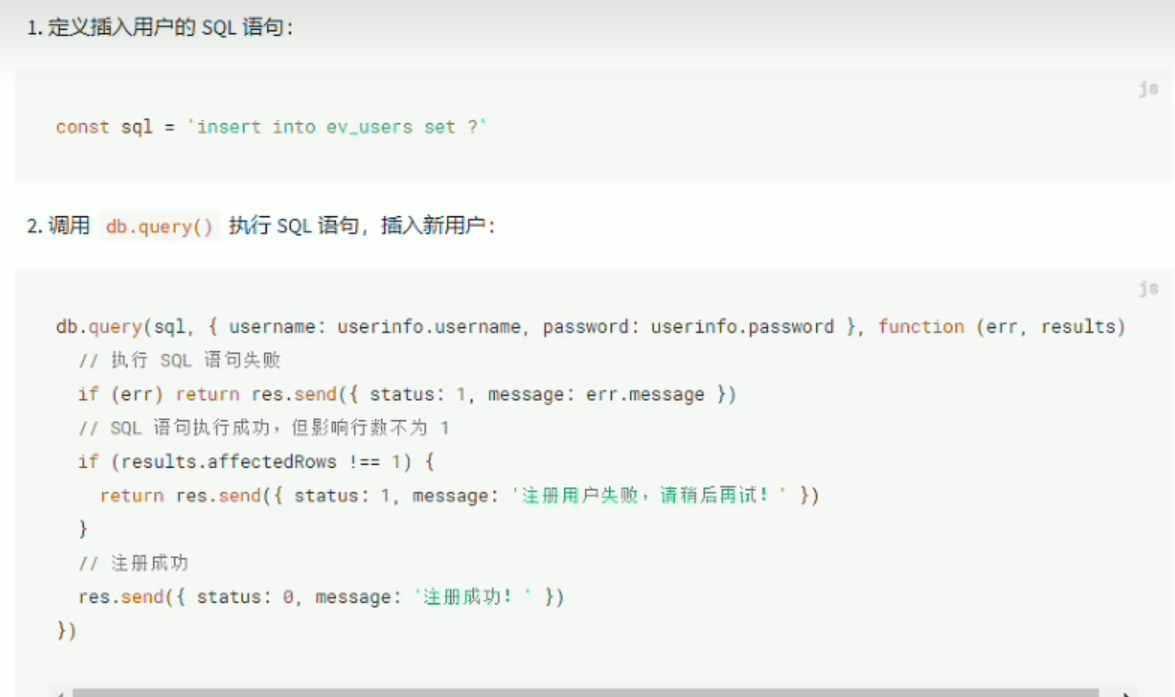 1. 定义插入用户的 SQL 语句：
js
const sql = 'insert into ev_users set ?'
2. 调用 db.query() 执行 SQL 语句，插入新用户：
js
db.query(sql, { username: userinfo.username, password: userinfo.password }, function (err, results)
// 执行 SQL 语句失败
if (err) return res.send({ status: 1, message: err.message })
// SQL 语句执行成功，但影响行数不为 1
if (results.affectedRows !== 1) {
return res.send({ status: 1, message: '注册用户失败，请稍后再试！' })
}
// 注册成功
res.send({ status: 0, message: '注册成功！' })
})